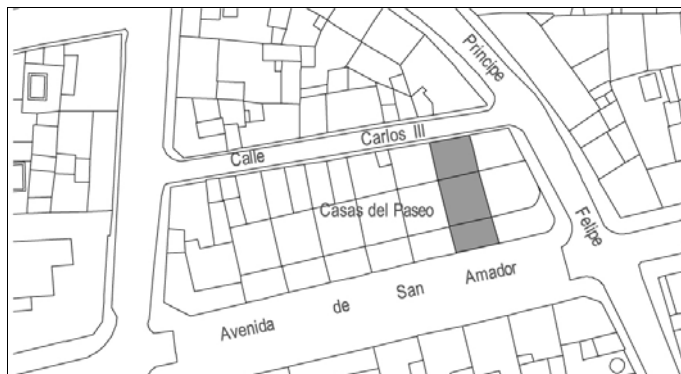 Principe
Calle Carlos III
Casas del Paseo
Felipe
Avenida de San Amador